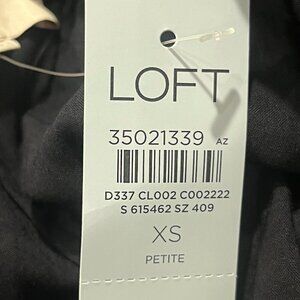 LOFT
35021339 AZ
D337 CL002 C002222
S 615462 SZ 409
XS
PETITE